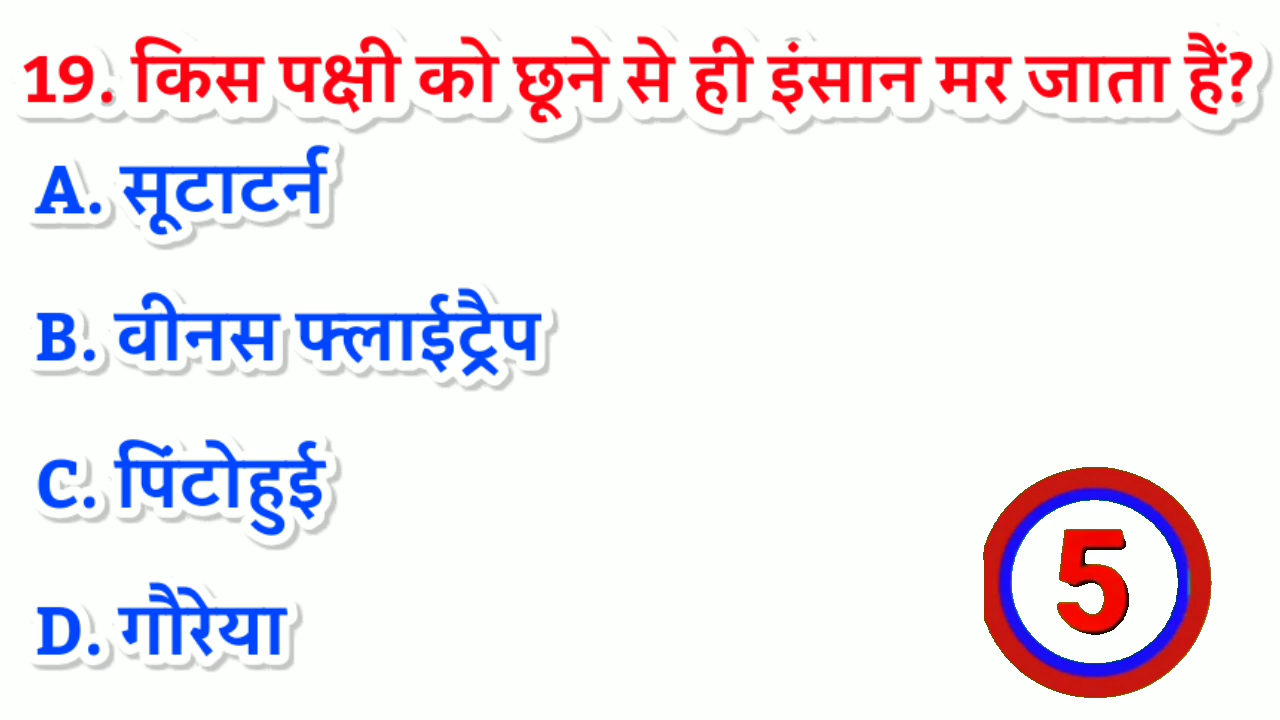 19. किस पक्षी को छूने से ही इंसान मर जाता हैं?
A. सूटाटर्न
B. वीनस फ्लाईट्रैप
C. पिंटोहुई
D. गौरेया
5